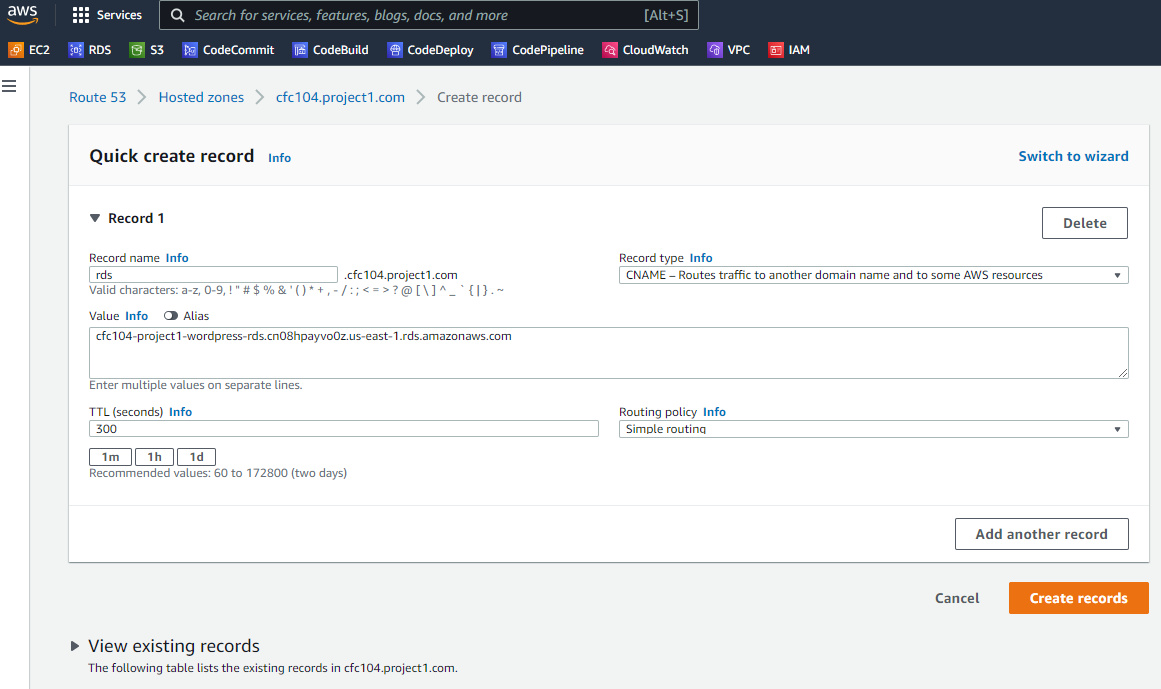 aws Services Search for services, features, blogs, docs, and more [Alt+S]
EC2 RDS S3 CodeCommit CodeBuild CodeDeploy CodePipeline CloudWatch VPC IAM
Route 53 Hosted zones cfc104.project1.com Create record
Quick create record Info Switch to wizard
Record 1
Delete
Record name Info
rds .cfc104.project1.com
Valid characters: a-z, 0-9, ! " # $ % & ' ( ) * + , - / : ; < = > ? @ [ \ ] ^ _ ` { | } . ~
Record type Info
CNAME – Routes traffic to another domain name and to some AWS resources
Value Info Alias
cfc104-project1-wordpress-rds.cn08hpayvo0z.us-east-1.rds.amazonaws.com
Enter multiple values on separate lines.
TTL (seconds) Info
300
1m 1h 1d
Recommended values: 60 to 172800 (two days)
Routing policy Info
Simple routing
Add another record
Cancel Create records
View existing records
The following table lists the existing records in cfc104.project1.com.